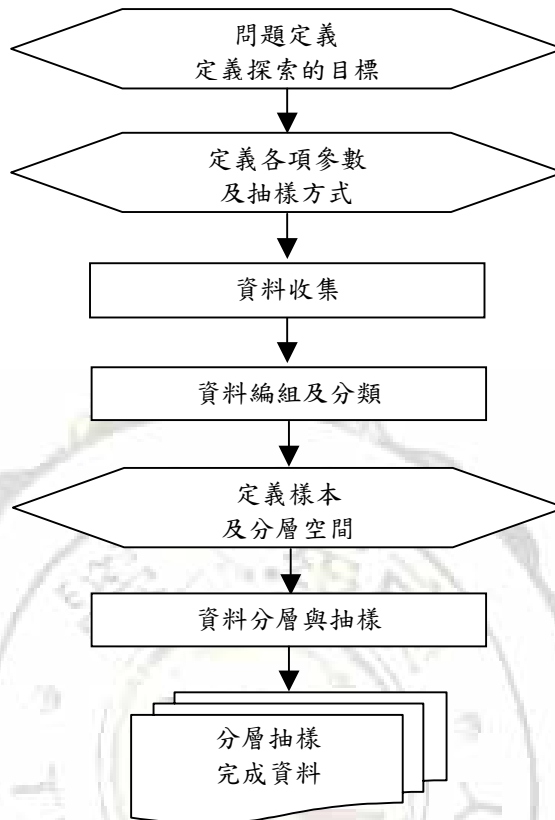 問題定義
定義探索的目標
定義各項參數
及抽樣方式
資料收集
資料編組及分類
定義樣本
及分層空間
資料分層與抽樣
分層抽樣
完成資料